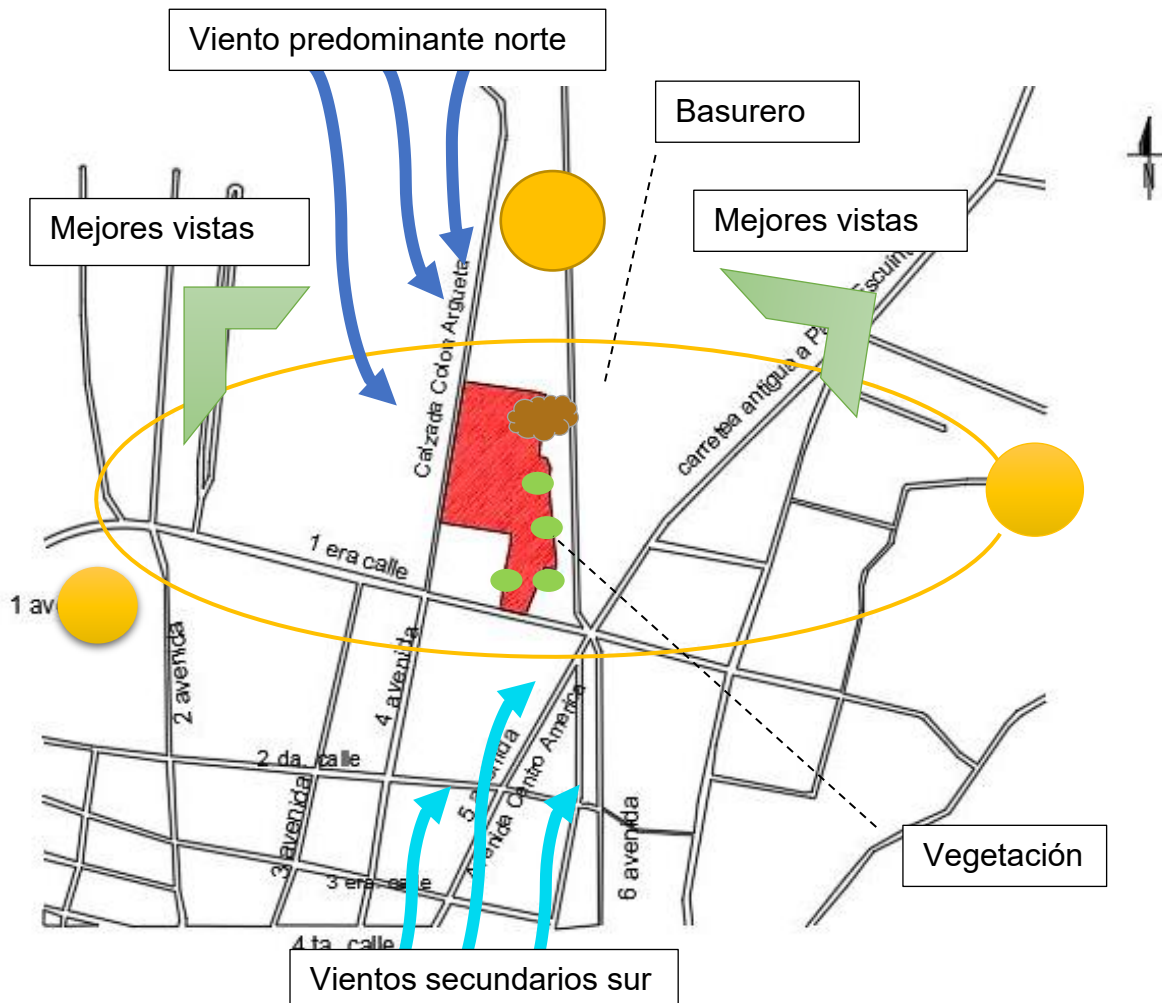 Viento predominante norte
Basurero
N
Mejores vistas
Mejores vistas
Calzada Colon Argueta
carretea antigua a
1 era calle
1 av
2 avenida
4 avenida
5 avenida
Avenida Centro America
2 da. calle
3 avenida
3 era. calle
6 avenida
Vegetación
4 ta. calle
Vientos secundarios sur